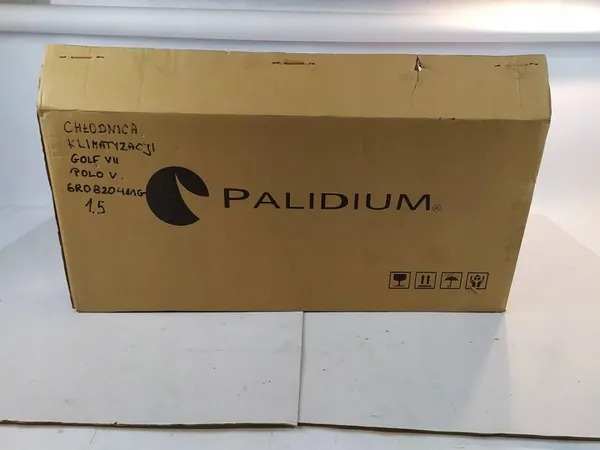 CHŁODNICA
KLIMATYZACJI
GOLF VII
POLO V
6R0820411G
1.5
PALIDIUM®